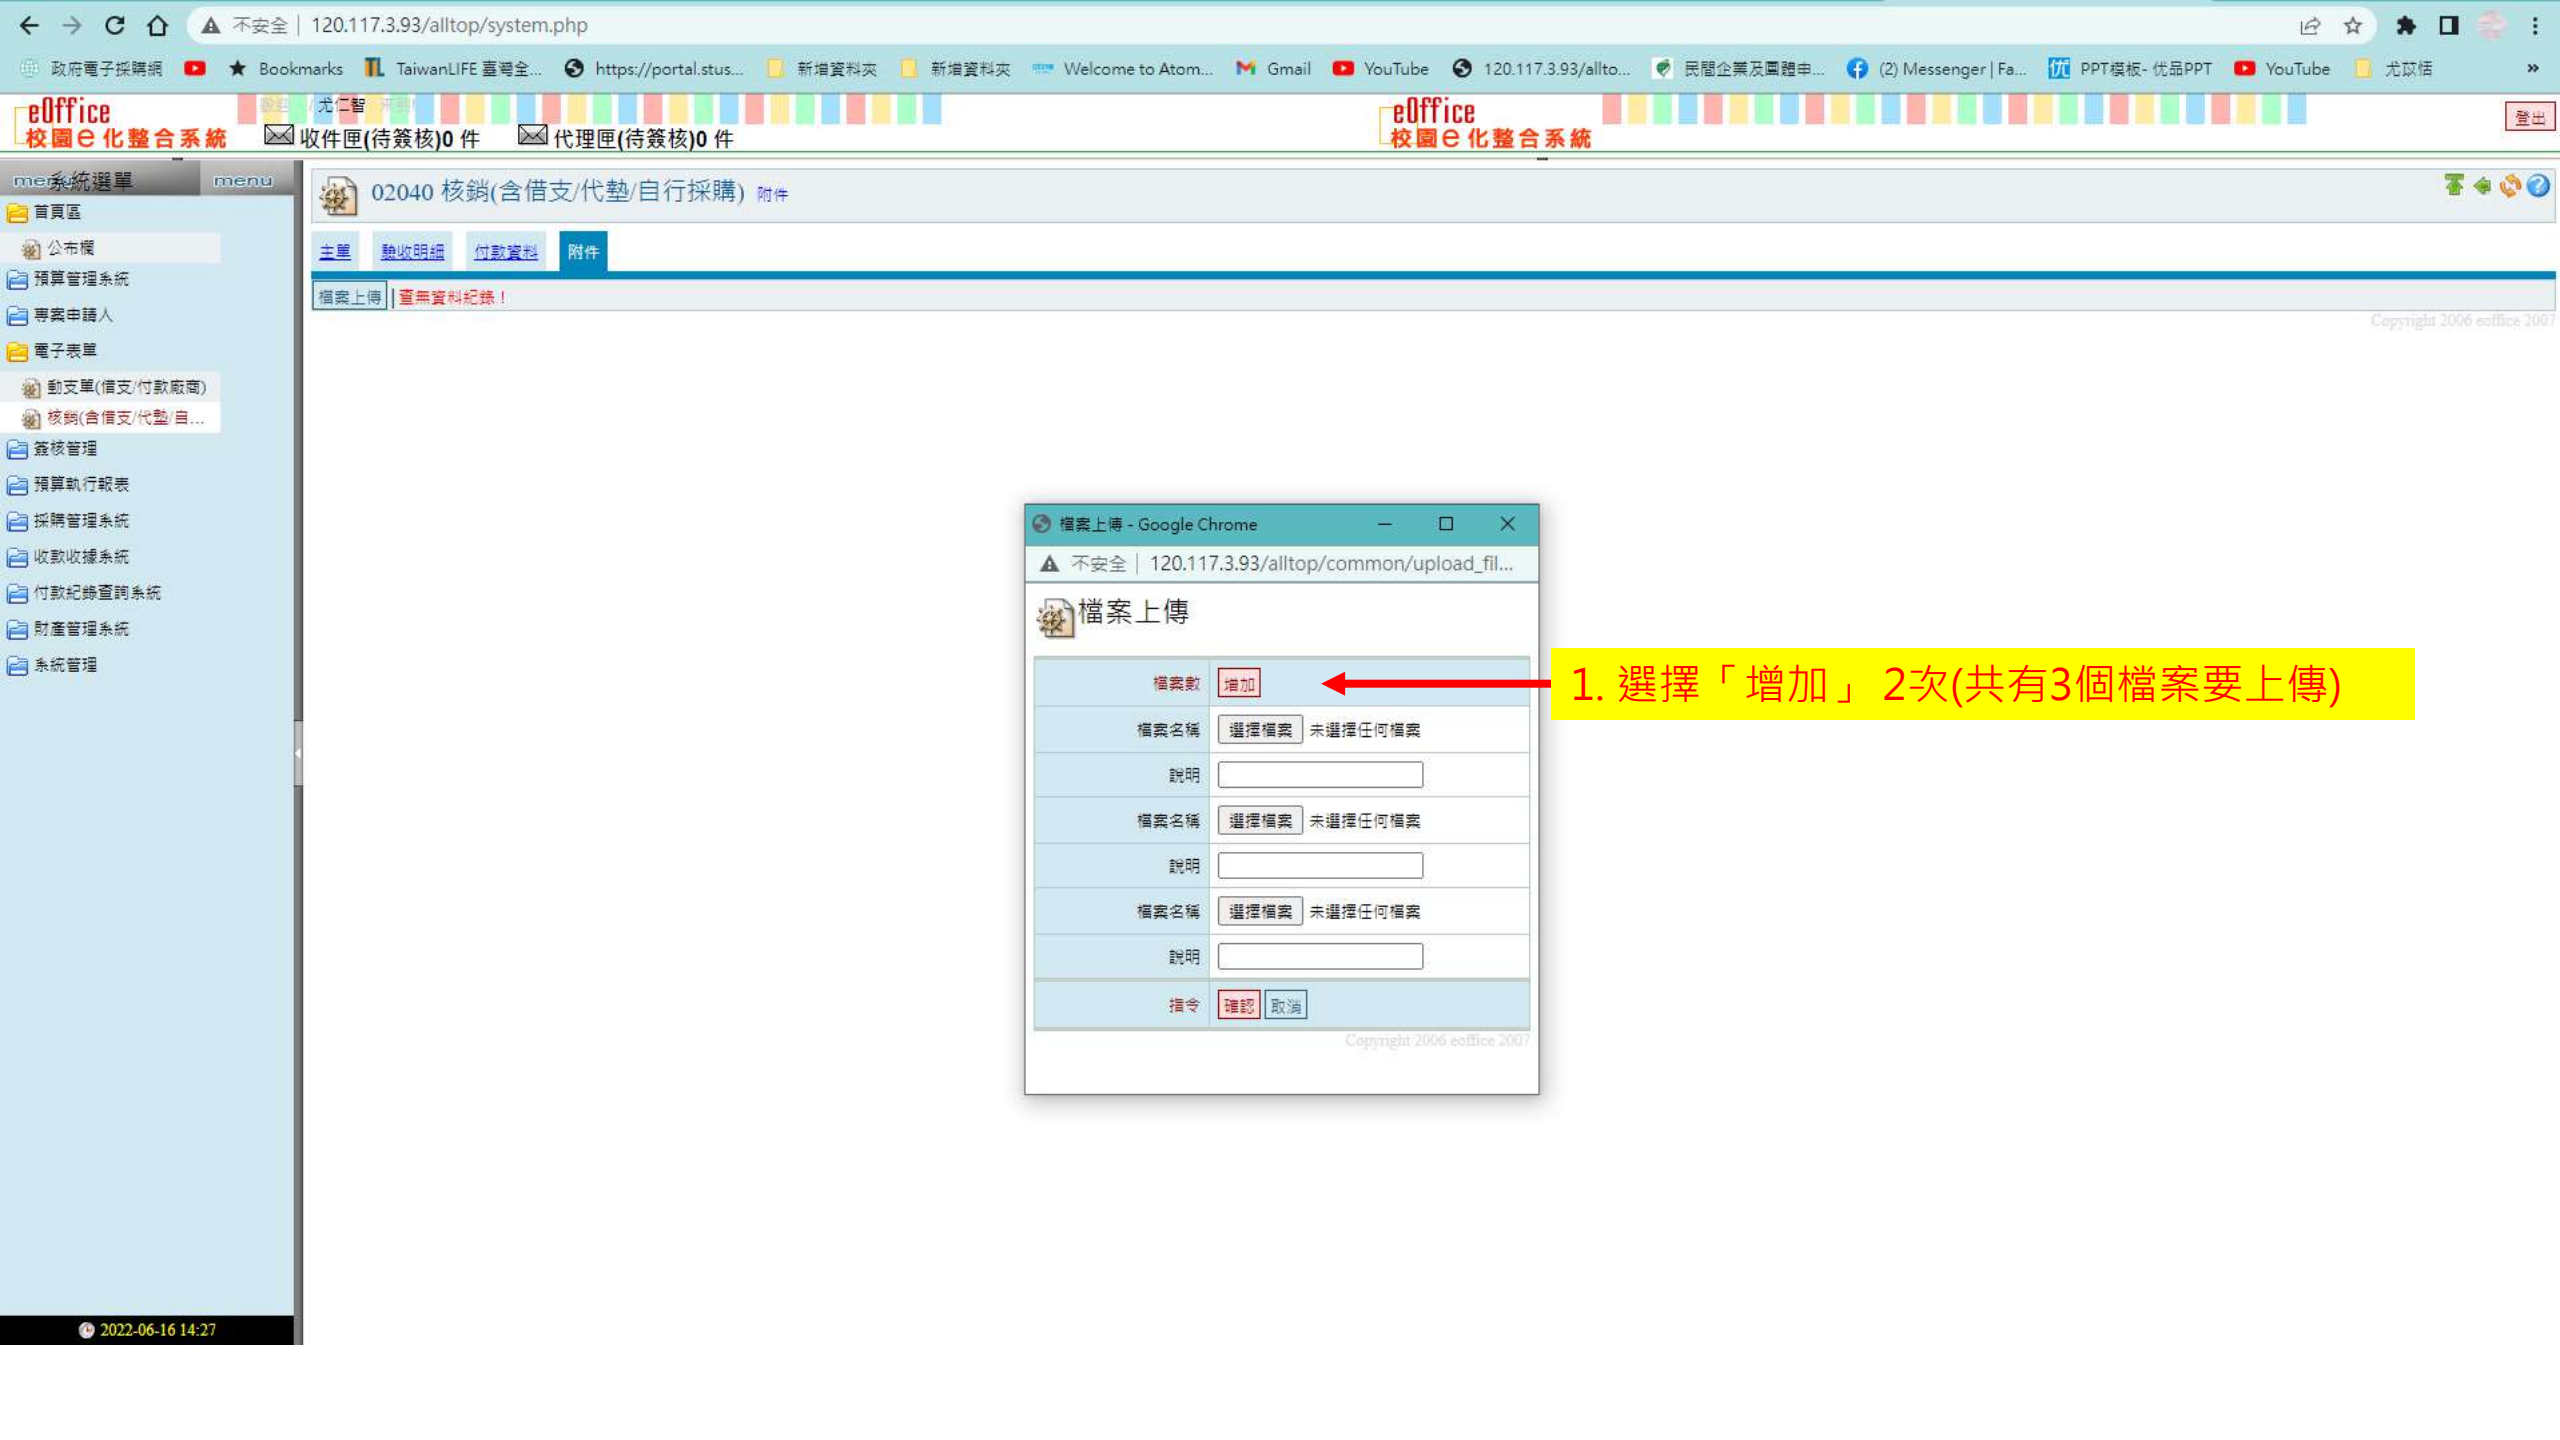 不安全 | 120.117.3.93/alltop/system.php
政府電子採購網 Bookmarks TaiwanLIFE 臺灣全... https://portal.stus... 新增資料夾 新增資料夾 Welcome to Atom... Gmail YouTube 120.117.3.93/allto... 民間企業及團體申... (2) Messenger | Fa... PPT模板- 优品PPT YouTube 尤苡恬 »
eOffice
校園e化整合系統
/ 尤仁智
收件匣(待簽核)0 件 代理匣(待簽核)0 件
eOffice
校園e化整合系統
登出
系統選單 menu
首頁區
公布欄
預算管理系統
專案申請人
電子表單
動支單(借支/付款廠商)
核銷(含借支/代墊/自...
簽核管理
預算執行報表
採購管理系統
收款收據系統
付款紀錄查詢系統
財產管理系統
系統管理
2022-06-16 14:27
02040 核銷(含借支/代墊/自行採購) 附件
主單 驗收明細 付款資料 附件
檔案上傳 | 查無資料紀錄！
Copyright 2006 eoffice 2007
檔案上傳 - Google Chrome
不安全 | 120.117.3.93/alltop/common/upload_fil...
檔案上傳
檔案數 增加
檔案名稱 選擇檔案 未選擇任何檔案
說明
檔案名稱 選擇檔案 未選擇任何檔案
說明
檔案名稱 選擇檔案 未選擇任何檔案
說明
指令 確認 取消
Copyright 2006 eoffice 2007
1. 選擇「增加」 2次(共有3個檔案要上傳)